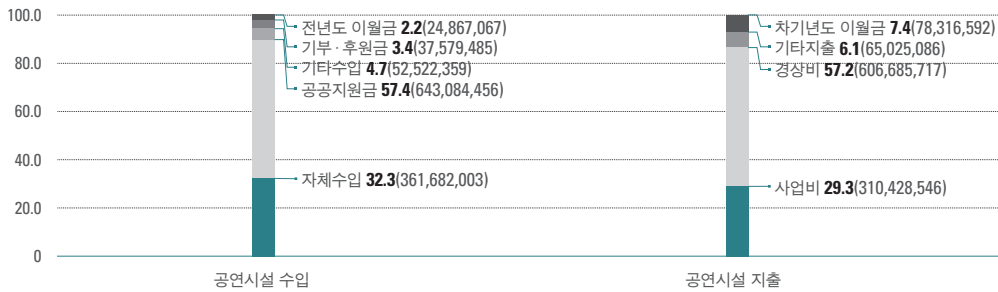 100.0
80.0
60.0
40.0
20.0
0
전년도 이월금 2.2(24,867,067)
기부·후원금 3.4(37,579,485)
기타수입 4.7(52,522,359)
공공지원금 57.4(643,084,456)
자체수입 32.3(361,682,003)
차기년도 이월금 7.4(78,316,592)
기타지출 6.1(65,025,086)
경상비 57.2(606,685,717)
사업비 29.3(310,428,546)
공연시설 수입
공연시설 지출